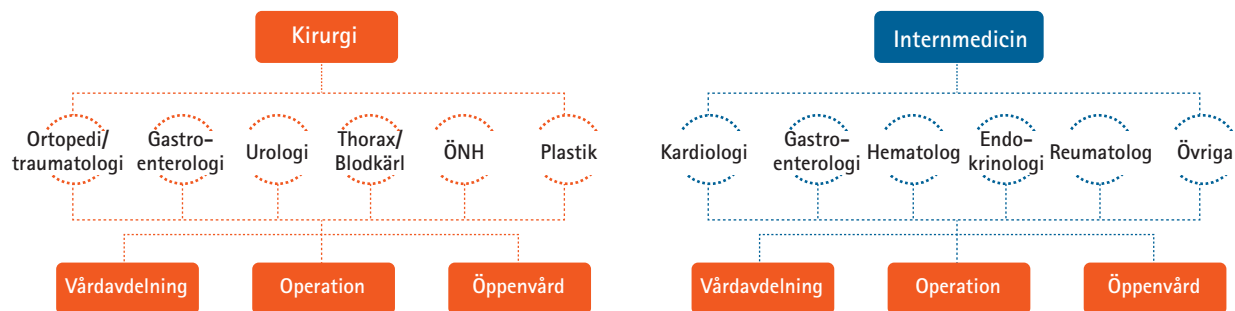 Kirurgi
Ortopedi/
traumatologi
Gastro-
enterologi
Urologi
Thorax/
Blodkärl
ÖNH
Plastik
Vårdavdelning
Operation
Öppenvård
Internmedicin
Kardiologi
Gastro-
enterologi
Hematolog
Endo-
krinologi
Reumatolog
Övriga
Vårdavdelning
Operation
Öppenvård